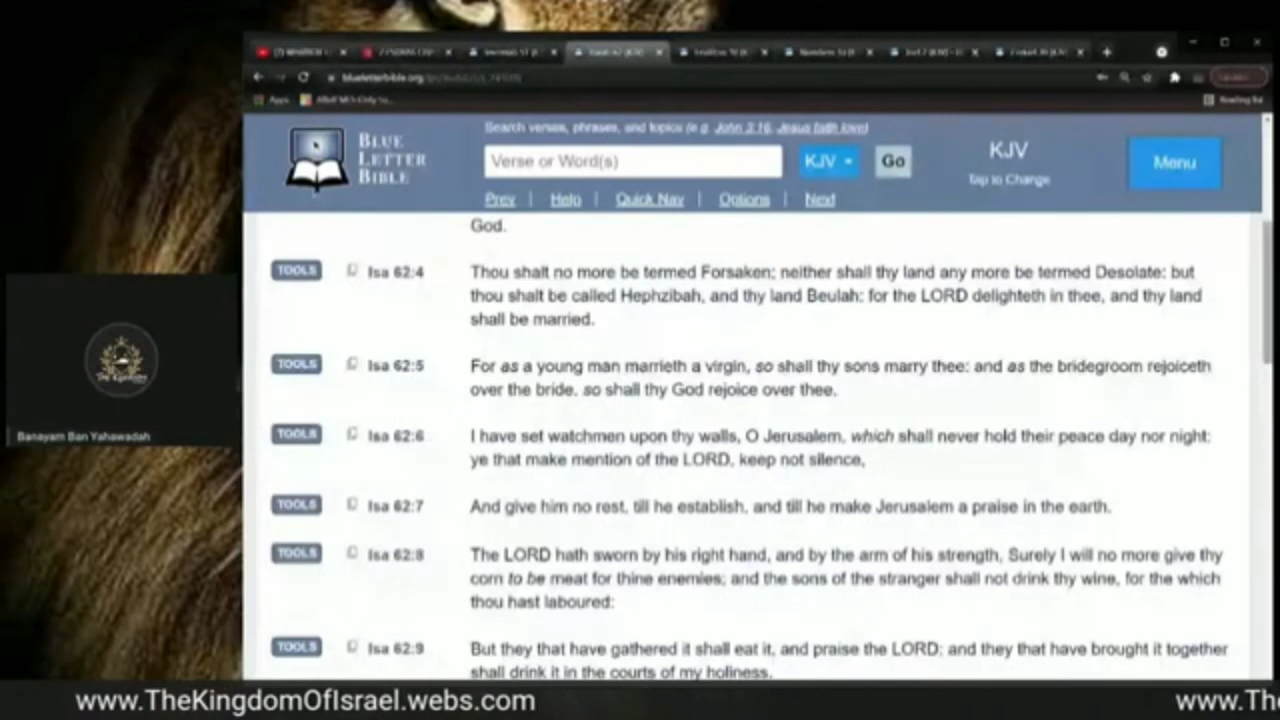 blueletterbible.org
Apps
Reading list
BLUE
LETTER
BIBLE
Search verses, phrases, and topics (e.g. John 3:16, Jesus faith love)
Verse or Word(s)
KJV
Go
KJV
Tap to Change
Menu
Prev | Help | Quick Nav | Options | Next
God.
TOOLS Isa 62:4 Thou shalt no more be termed Forsaken; neither shall thy land any more be termed Desolate: but
thou shalt be called Hephzibah, and thy land Beulah: for the LORD delighteth in thee, and thy land
shall be married.
TOOLS Isa 62:5 For as a young man marrieth a virgin, so shall thy sons marry thee: and as the bridegroom rejoiceth
over the bride, so shall thy God rejoice over thee.
TOOLS Isa 62:6 I have set watchmen upon thy walls, O Jerusalem, which shall never hold their peace day nor night:
ye that make mention of the LORD, keep not silence,
TOOLS Isa 62:7 And give him no rest, till he establish, and till he make Jerusalem a praise in the earth.
TOOLS Isa 62:8 The LORD hath sworn by his right hand, and by the arm of his strength, Surely I will no more give thy
corn to be meat for thine enemies; and the sons of the stranger shall not drink thy wine, for the which
thou hast laboured:
TOOLS Isa 62:9 But they that have gathered it shall eat it, and praise the LORD; and they that have brought it together
shall drink it in the courts of my holiness.
Banayam Ban Yahawadah
www.TheKingdomOfIsrael.webs.com
www.Th